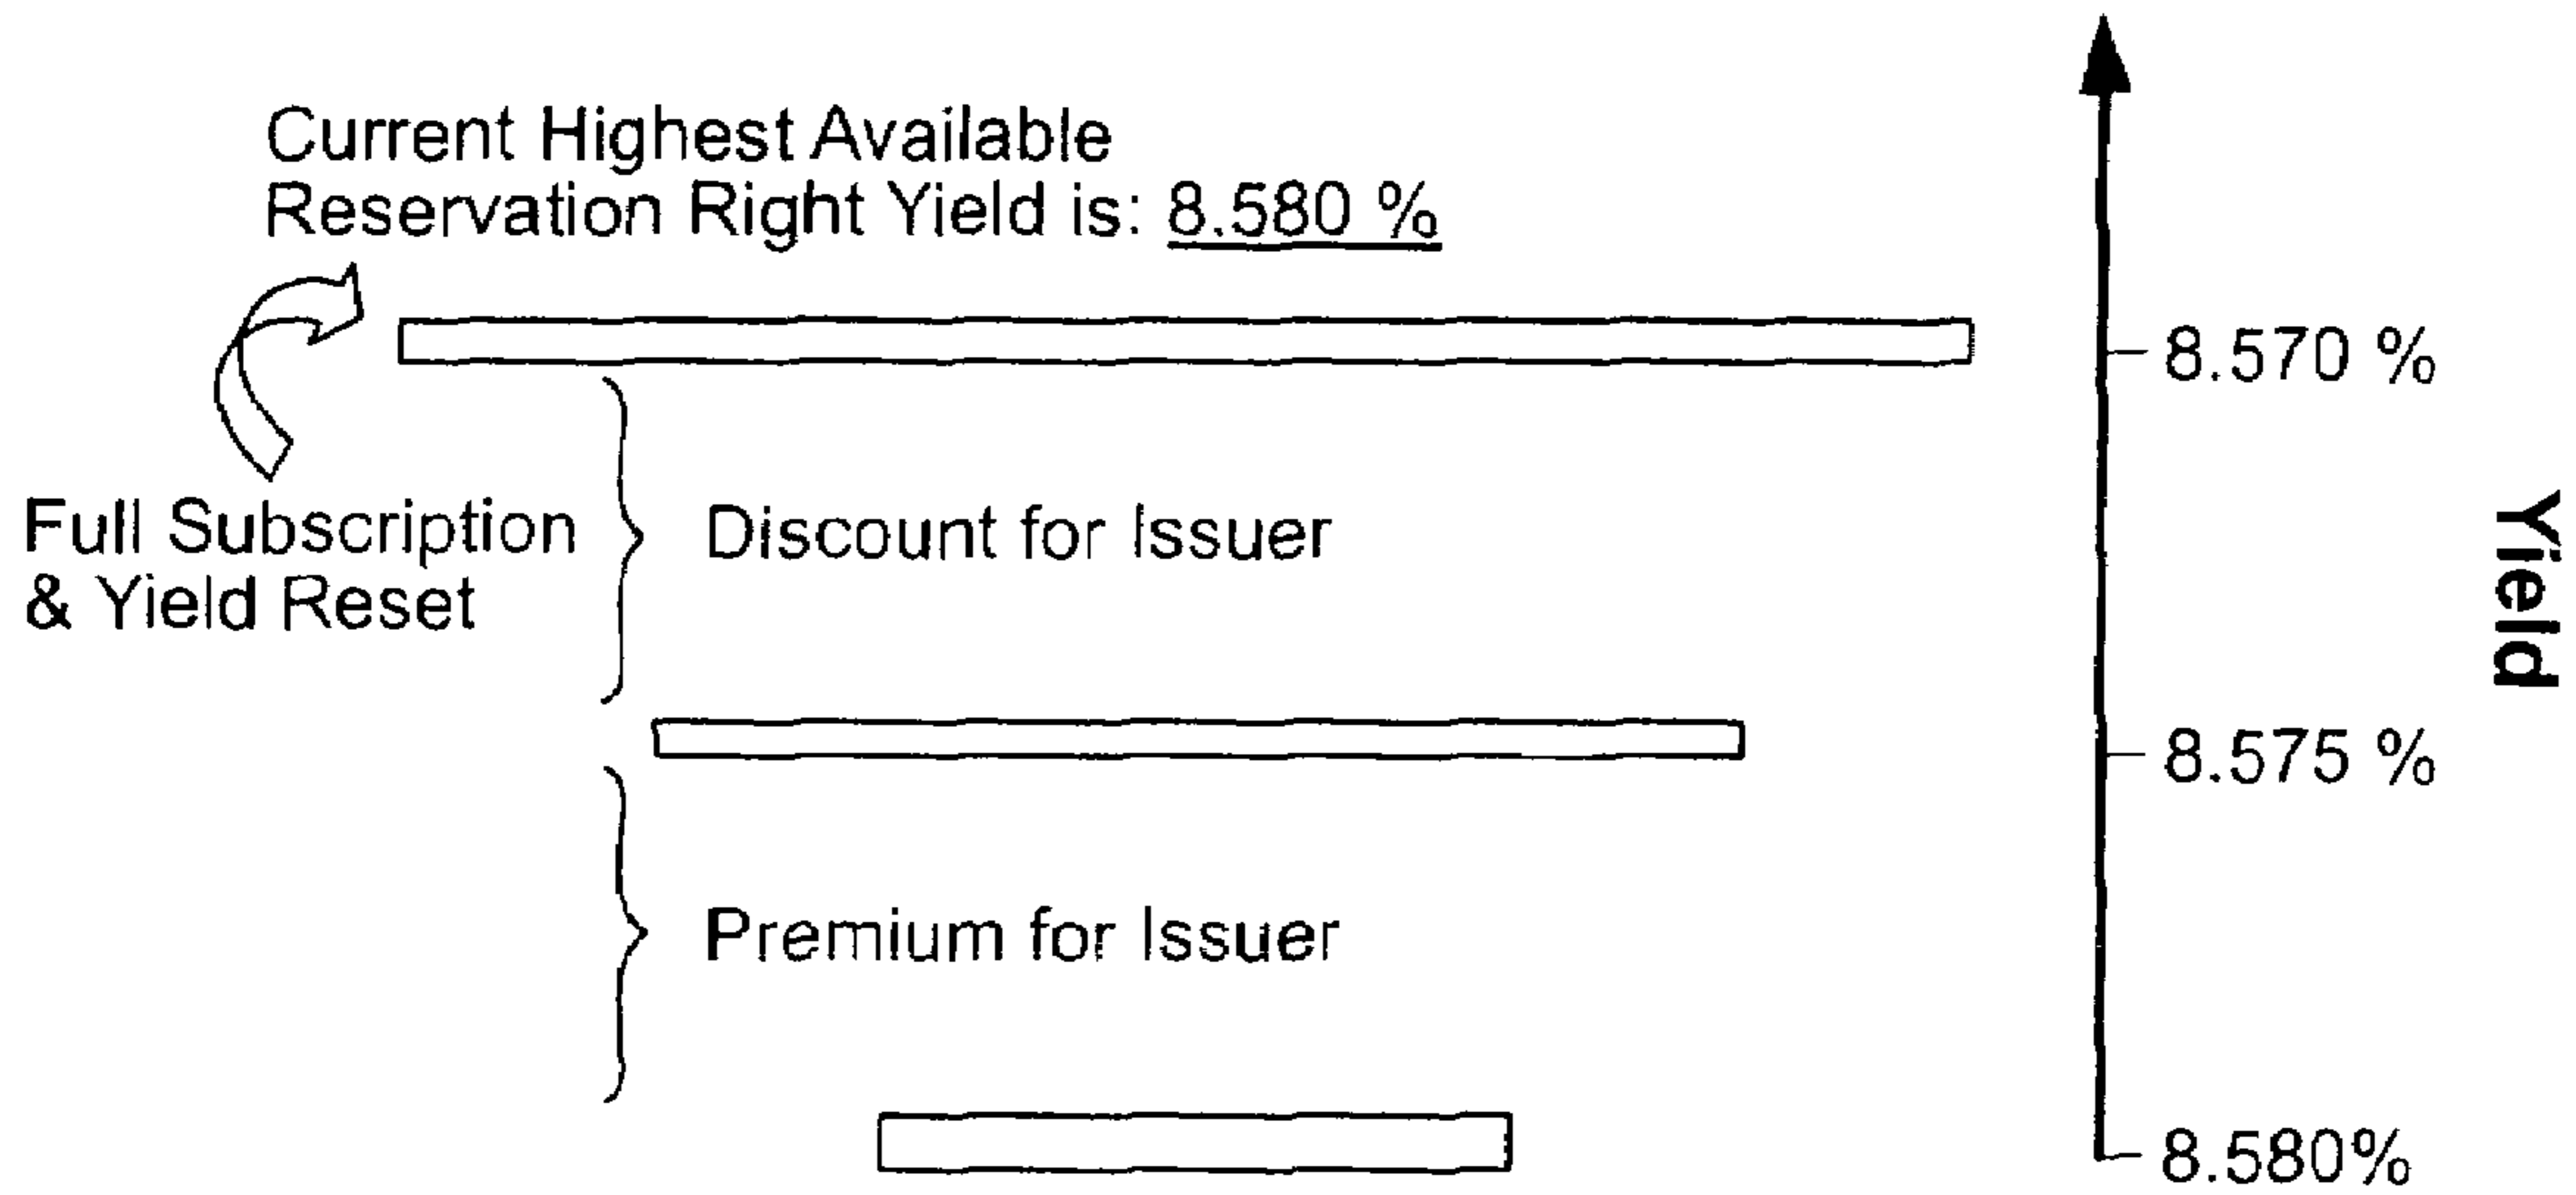 Current Highest Available
Reservation Right Yield is: 8.580 %
8.570 %
Full Subscription
& Yield Reset
Discount for Issuer
Yield
8.575 %
Premium for Issuer
8.580%